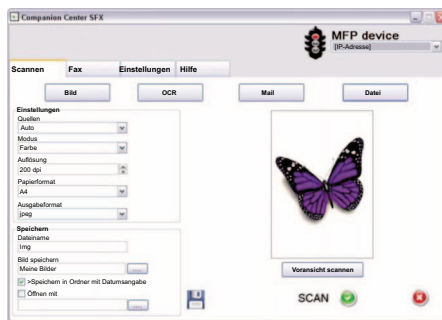 Companion Center SFX
MFP device
[IP-Adresse]
Scannen Fax Einstellungen Hilfe
Bild OCR Mail Datei
Einstellungen
Quellen
Auto
Modus
Farbe
Auflösung
200 dpi
Papierformat
A4
Ausgabeformat
jpeg
Speichern
Dateiname
Img
Bild speichern
Meine Bilder ....
>Speichern in Ordner mit Datumsangabe
Öffnen mit
....
Voransicht scannen
SCAN